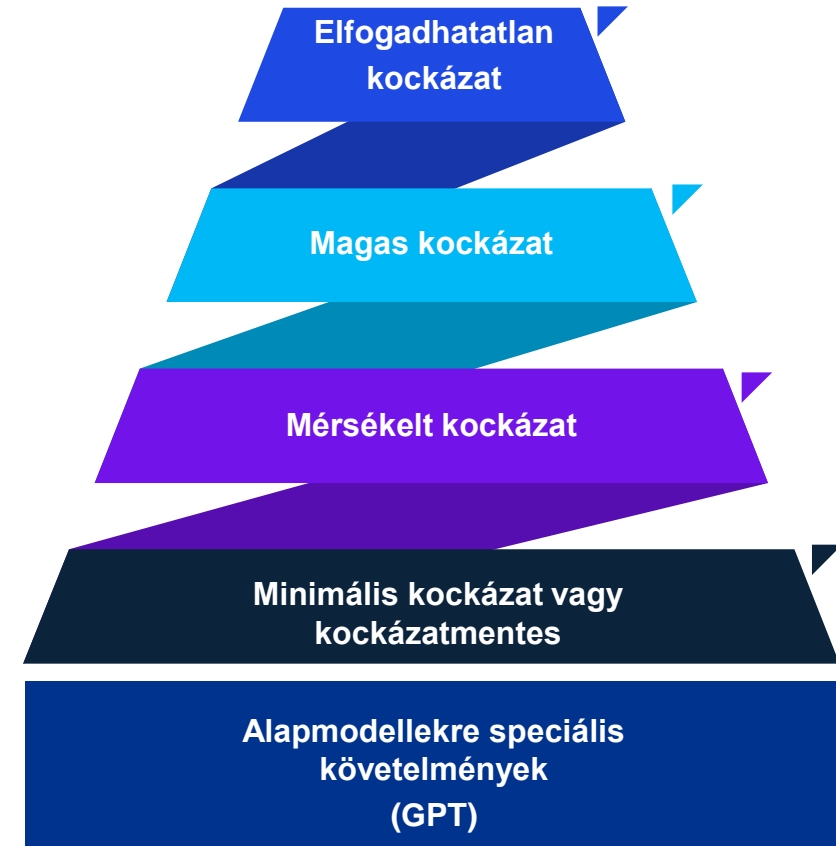 Elfogadhatatlan
kockázat
Magas kockázat
Mérsékelt kockázat
Minimális kockázat vagy
kockázatmentes
Alapmodellekre speciális
követelmények
(GPT)